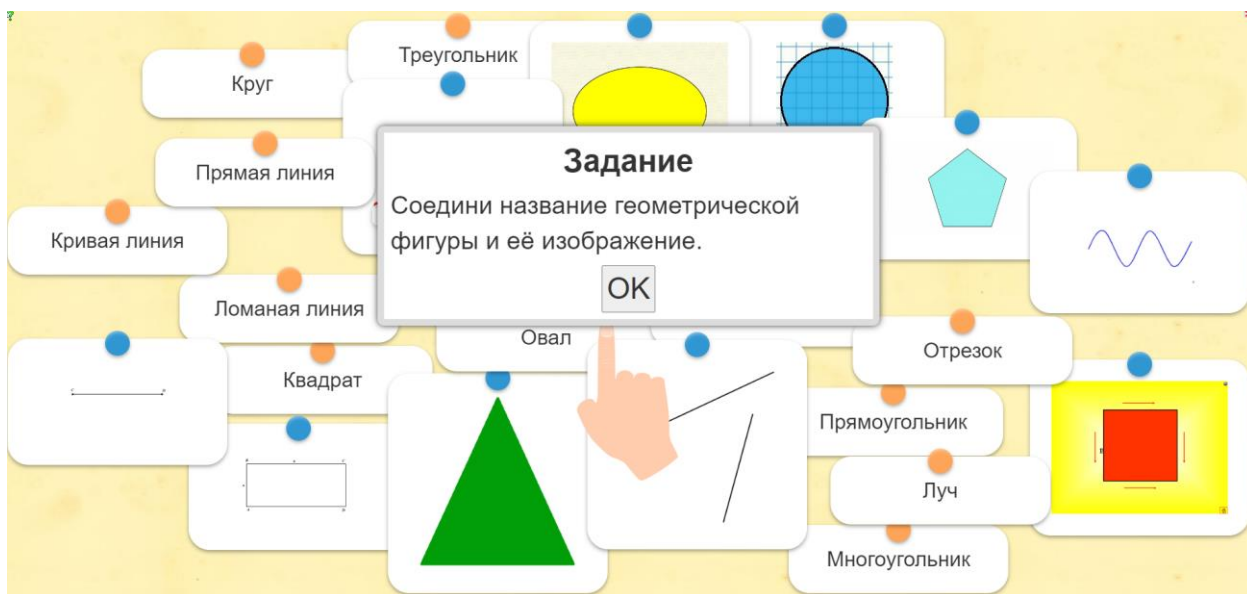 Треугольник
Круг
Задание
Прямая линия
Соедини название геометрической
фигуры и её изображение.
Кривая линия
OK
Ломаная линия
Овал
Отрезок
Квадрат
Прямоугольник
Луч
Многоугольник